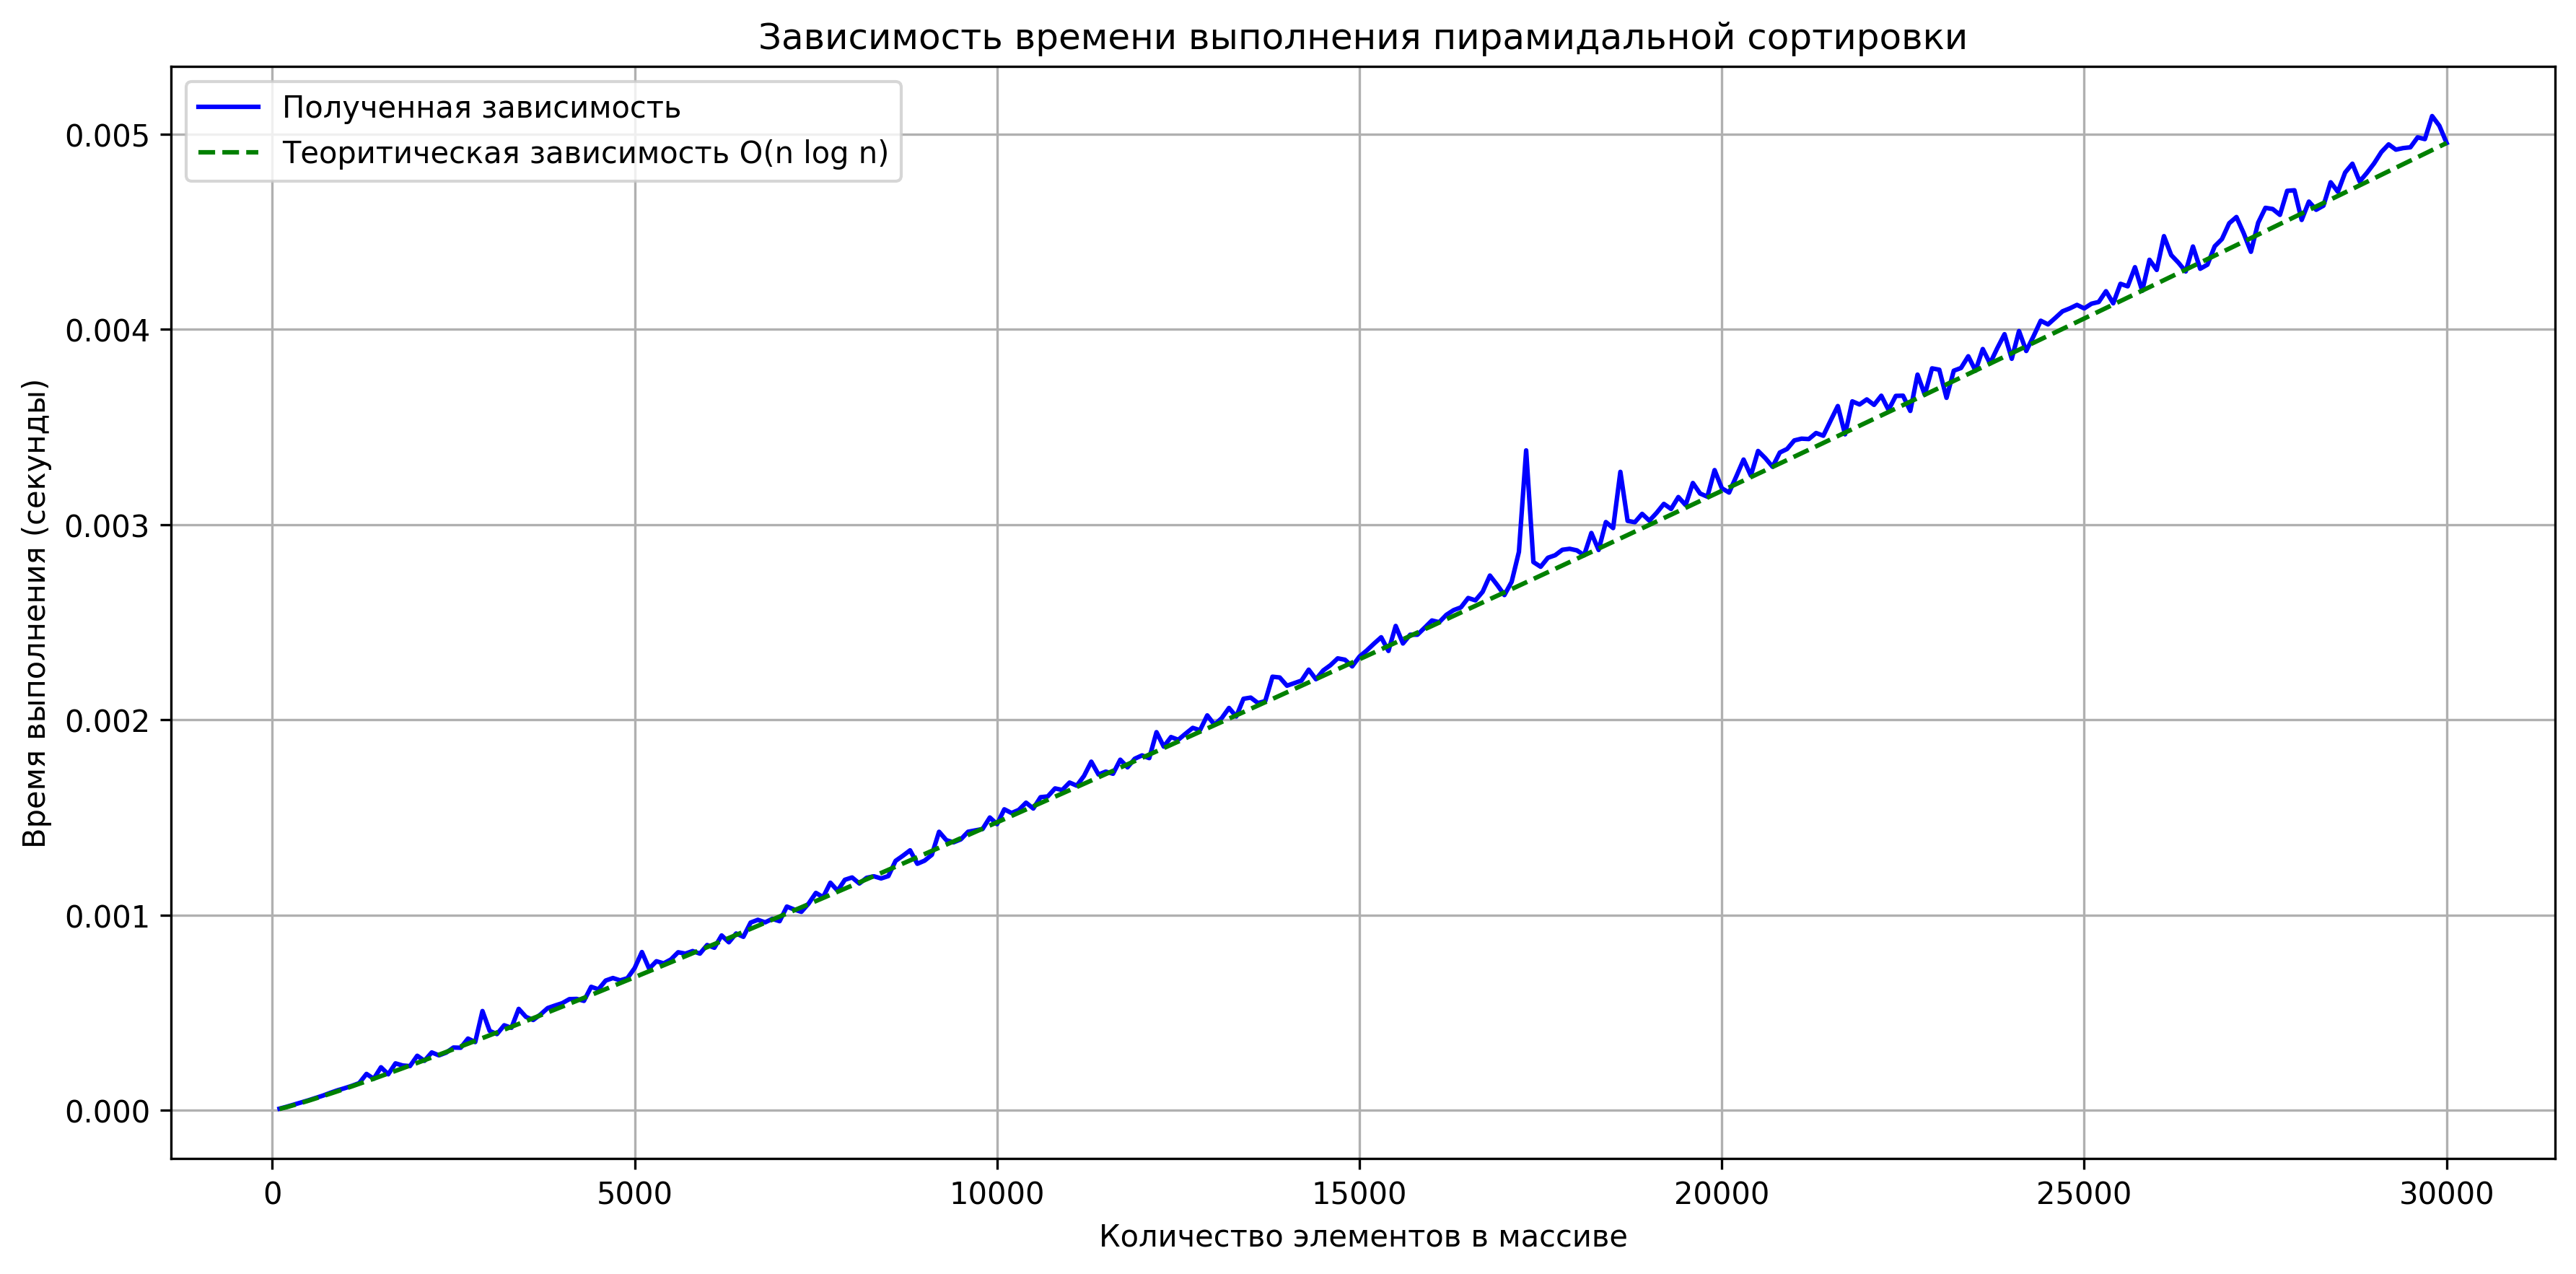 Зависимость времени выполнения пирамидальной сортировки
Полученная зависимость
Теоритическая зависимость O(n log n)
Время выполнения (секунды)
0.005
0.004
0.003
0.002
0.001
0.000
0 5000 10000 15000 20000 25000 30000
Количество элементов в массиве